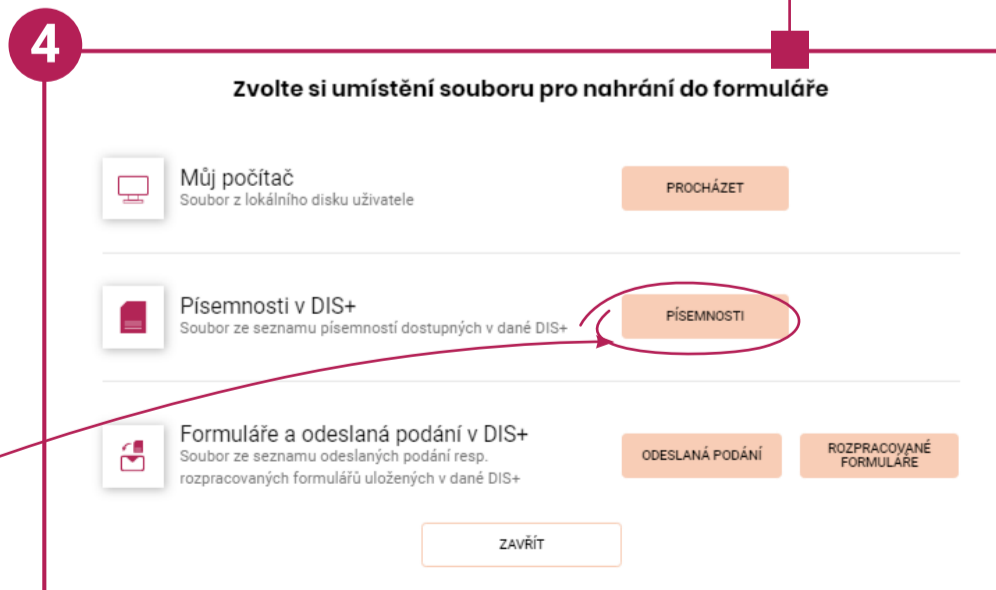 4
Zvolte si umístění souboru pro nahrání do formuláře
Můj počítač
Soubor z lokálního disku uživatele
PROCHÁZET
Písemnosti v DIS+
Soubor ze seznamu písemností dostupných v dané DIS+
PÍSEMNOSTI
Formuláře a odeslaná podání v DIS+
Soubor ze seznamu odeslaných podání resp.
rozpracovaných formulářů uložených v dané DIS+
ODESLANÁ PODÁNÍ
ROZPRACOVANÉ
FORMULÁŘE
ZAVŘÍT